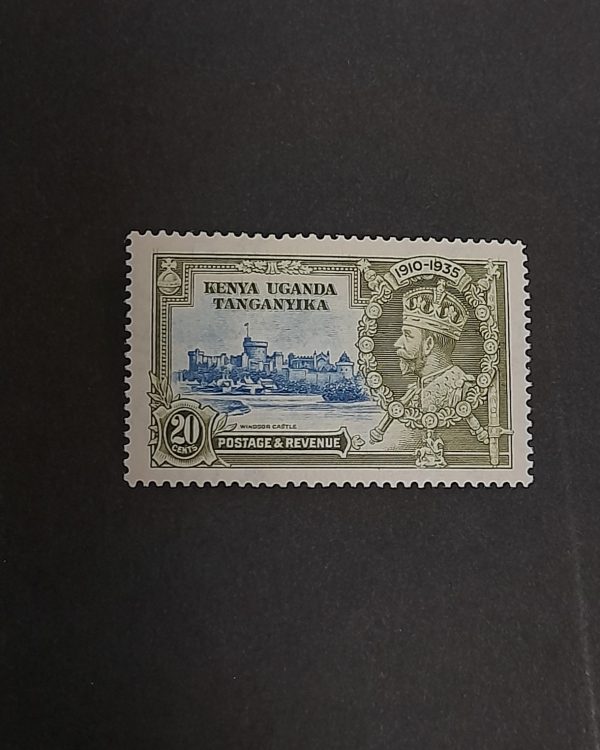 1910-1935
KENYA UGANDA
TANGANYIKA
WINDSOR CASTLE
20
CENTS
POSTAGE & REVENUE